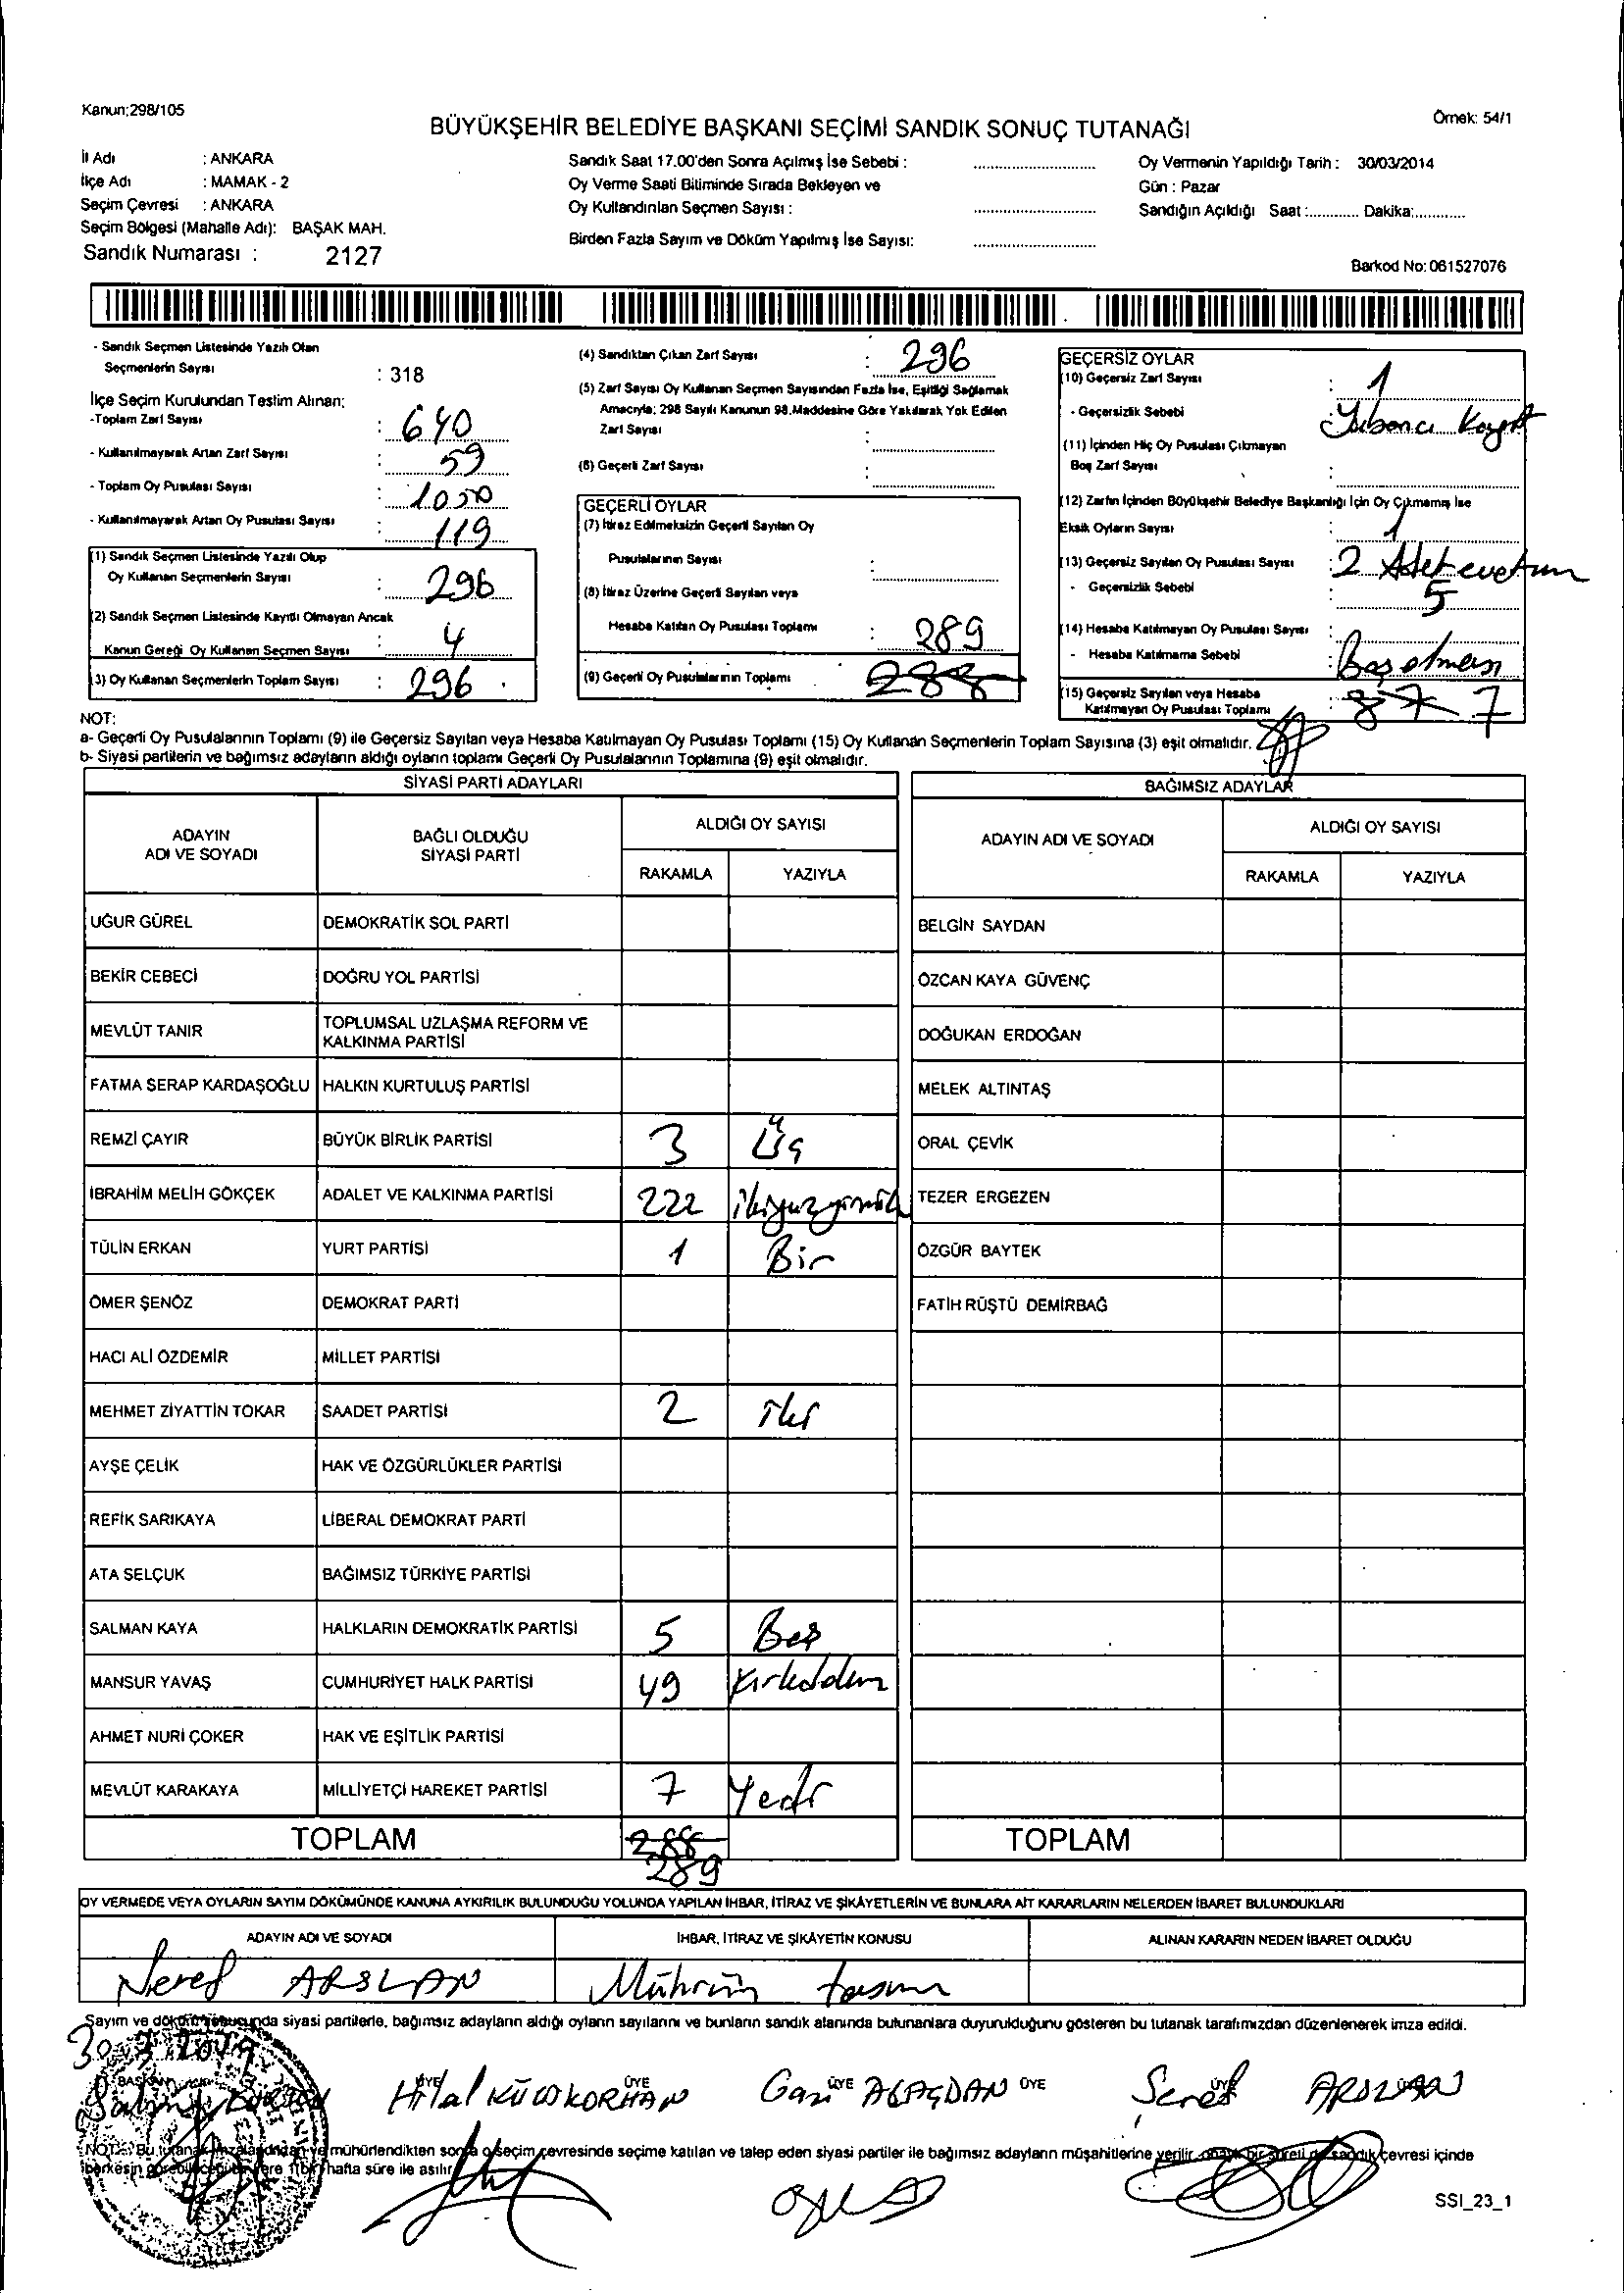 Kanun:298/105
Örnek: 54/1
BÜYÜKŞEHİR BELEDİYE BAŞKANI SEÇİMİ SANDIK SONUÇ TUTANAĞI
İl Adı : ANKARA
İlçe Adı : MAMAK - 2
Seçim Çevresi : ANKARA
Seçim Bölgesi (Mahalle Adı): BAŞAK MAH.
Sandık Numarası : 2127
Sandık Saat 17.00'den Sonra Açılmış İse Sebebi :
Oy Verme Saati Bitiminde Sırada Bekleyen ve
Oy Kullandırılan Seçmen Sayısı :
Birden Fazla Sayım ve Döküm Yapılmış İse Sayısı:
Oy Vermenin Yapıldığı Tarih : 30/03/2014
Gün : Pazar
Sandığın Açıldığı Saat:............ Dakika:............
Barkod No: 061527076
- Sandık Seçmen Listesinde Yazılı Olan
Seçmenlerin Sayısı : 318
İlçe Seçim Kurulundan Teslim Alınan;
-Toplam Zarf Sayısı : 640
- Kullanılmayarak Artan Zarf Sayısı : 59
- Toplam Oy Pusulası Sayısı : 1050
- Kullanılmayarak Artan Oy Pusulası Sayısı : 119
(1) Sandık Seçmen Listesinde Yazılı Olup
Oy Kullanan Seçmenlerin Sayısı : 296
(2) Sandık Seçmen Listesinde Kayıtlı Olmayan Ancak
Kanun Gereği Oy Kullanan Seçmen Sayısı : 4
(3) Oy Kullanan Seçmenlerin Toplam Sayısı : 296
(4) Sandıktan Çıkan Zarf Sayısı : 296
(5) Zarf Sayısı Oy Kullanan Seçmen Sayısından Fazla İse, Eşitliği Sağlamak
Amacıyla; 298 Sayılı Kanunun 98.Maddesine Göre Yakılarak Yok Edilen
Zarf Sayısı :
(6) Geçerli Zarf Sayısı :
GEÇERLİ OYLAR
(7) İtiraz Edilmeksizin Geçerli Sayılan Oy
Pusulalarının Sayısı :
(8) İtiraz Üzerine Geçerli Sayılan veya
Hesaba Katılan Oy Pusulası Toplamı : 289
(9) Geçerli Oy Pusulalarının Toplamı : 288
GEÇERSİZ OYLAR
(10) Geçersiz Zarf Sayısı : 1
- Geçersizlik Sebebi : Yabancı Kayıt
(11) İçinden Hiç Oy Pusulası Çıkmayan
Boş Zarf Sayısı :
(12) Zarfın İçinden Büyükşehir Belediye Başkanlığı İçin Oy Çıkmamış İse
Eksik Oyların Sayısı : 1
(13) Geçersiz Sayılan Oy Pusulası Sayısı : 2 Adet evet
- Geçersizlik Sebebi : 5
(14) Hesaba Katılmayan Oy Pusulası Sayısı :
- Hesaba Katılmama Sebebi : Boş olması
(15) Geçersiz Sayılan veya Hesaba
Katılmayan Oy Pusulası Toplamı : 87 7
NOT:
a- Geçerli Oy Pusulalarının Toplamı (9) ile Geçersiz Sayılan veya Hesaba Katılmayan Oy Pusulası Toplamı (15) Oy Kullanan Seçmenlerin Toplam Sayısına (3) eşit olmalıdır.
b- Siyasi partilerin ve bağımsız adayların aldığı oyların toplamı Geçerli Oy Pusulalarının Toplamına (9) eşit olmalıdır.
SİYASİ PARTİ ADAYLARI
ADAYIN ADI VE SOYADI
BAĞLI OLDUĞU SİYASİ PARTİ
ALDIĞI OY SAYISI
RAKAMLA YAZIYLA
UĞUR GÜREL DEMOKRATİK SOL PARTİ
BEKİR CEBECİ DOĞRU YOL PARTİSİ
MEVLÜT TANIR TOPLUMSAL UZLAŞMA REFORM VE
KALKINMA PARTİSİ
FATMA SERAP KARDAŞOĞLU HALKIN KURTULUŞ PARTİSİ
REMZİ ÇAYIR BÜYÜK BİRLİK PARTİSİ 3 Üç
İBRAHİM MELİH GÖKÇEK ADALET VE KALKINMA PARTİSİ 222 ikiyüzyirmiik
TÜLİN ERKAN YURT PARTİSİ 1 Bir
ÖMER ŞENÖZ DEMOKRAT PARTİ
HACI ALİ ÖZDEMİR MİLLET PARTİSİ
MEHMET ZİYATTİN TOKAR SAADET PARTİSİ 2 iki
AYŞE ÇELİK HAK VE ÖZGÜRLÜKLER PARTİSİ
REFİK SARIKAYA LİBERAL DEMOKRAT PARTİ
ATA SELÇUK BAĞIMSIZ TÜRKİYE PARTİSİ
SALMAN KAYA HALKLARIN DEMOKRATİK PARTİSİ 5 Beş
MANSUR YAVAŞ CUMHURİYET HALK PARTİSİ 49 Kırkdokuz
AHMET NURİ ÇOKER HAK VE EŞİTLİK PARTİSİ
MEVLÜT KARAKAYA MİLLİYETÇİ HAREKET PARTİSİ 7 Yedi
TOPLAM 288
289
BAĞIMSIZ ADAYLAR
ADAYIN ADI VE SOYADI
ALDIĞI OY SAYISI
RAKAMLA YAZIYLA
BELGİN SAYDAN
ÖZCAN KAYA GÜVENÇ
DOĞUKAN ERDOĞAN
MELEK ALTINTAŞ
ORAL ÇEVİK
TEZER ERGEZEN
ÖZGÜR BAYTEK
FATİH RÜŞTÜ DEMİRBAĞ
TOPLAM
OY VERMEDE VEYA OYLARIN SAYIM DÖKÜMÜNDE KANUNA AYKIRILIK BULUNDUĞU YOLUNDA YAPILAN İHBAR, İTİRAZ VE ŞİKÂYETLERİN VE BUNLARA AİT KARARLARIN NELERDEN İBARET BULUNDUKLARI
ADAYIN ADI VE SOYADI
İHBAR, İTİRAZ VE ŞİKÂYETİN KONUSU
ALINAN KARARIN NEDEN İBARET OLDUĞU
Şeref ARSLAN Mührün taşma
Sayım ve döküm sonucunda siyasi partilerle, bağımsız adayların aldığı oyların sayılarını ve bunların sandık alanında bulunanlara duyurulduğunu gösteren bu tutanak tarafımızdan düzenlenerek imza edildi.
30.3.2014
BAŞKAN ÜYE ÜYE ÜYE ÜYE ÜYE
Hilal Gazi AĞAÇDAN Şeref ARSLAN
NOT: Bu tutanak imzalandıktan ve mühürlendikten sonra o seçim çevresinde seçime katılan ve talep eden siyasi partiler ile bağımsız adayların müşahitlerine verilir onaylı bir sureti de sandık çevresi içinde
herkesin görebileceği bir yere 1(bir) hafta süre ile asılır
SSI_23_1